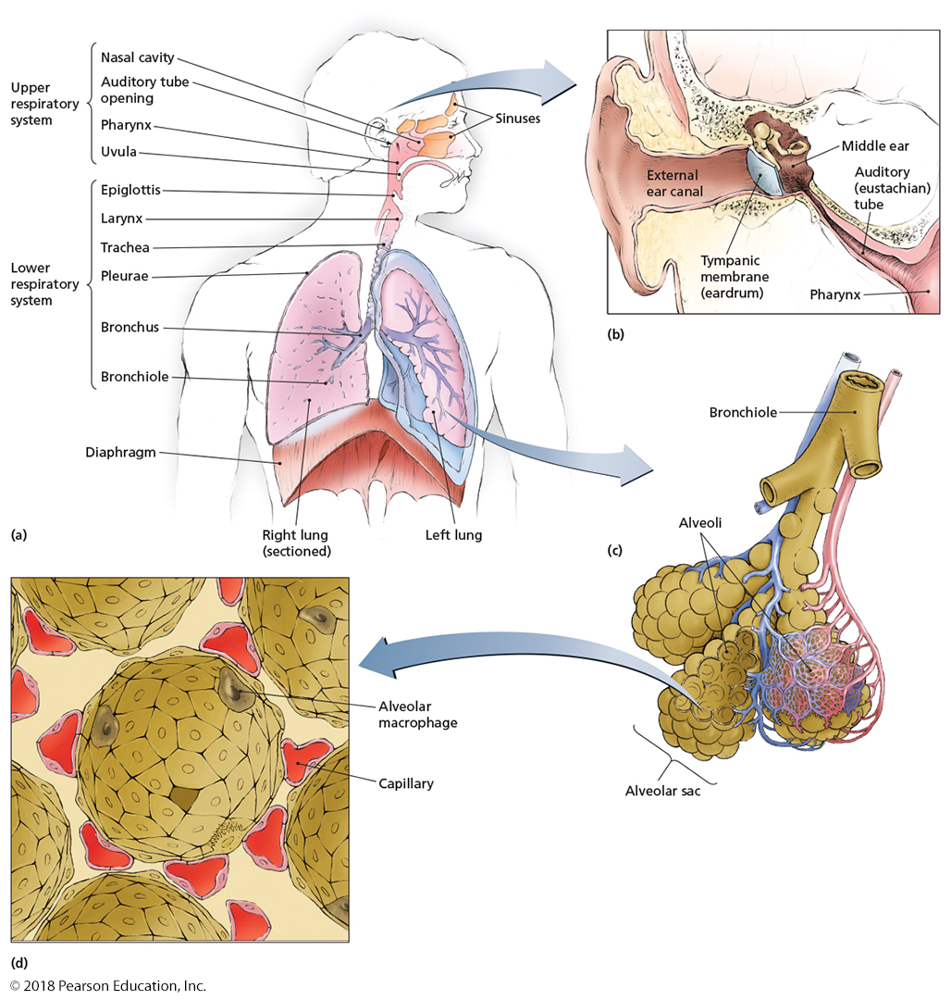 Upper
respiratory
system
Nasal cavity
Auditory tube
opening
Pharynx
Uvula
Sinuses
Lower
respiratory
system
Epiglottis
Larynx
Trachea
Pleurae
Bronchus
Bronchiole
Diaphragm
Right lung
(sectioned)
Left lung
(a)
External
ear canal
Middle ear
Auditory
(eustachian)
tube
Tympanic
membrane
(eardrum)
Pharynx
(b)
Bronchiole
Alveoli
(c)
Alveolar sac
Alveolar
macrophage
Capillary
(d)
© 2018 Pearson Education, Inc.